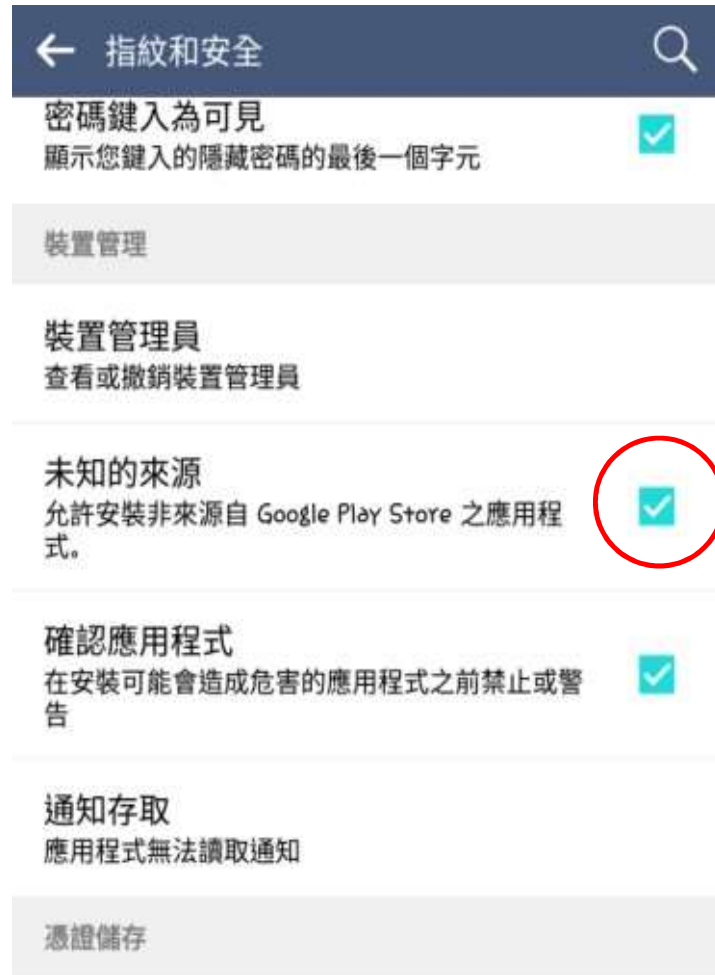 指紋和安全
密碼鍵入為可見
顯示您鍵入的隱藏密碼的最後一個字元
裝置管理
裝置管理員
查看或撤銷裝置管理員
未知的來源
允許安裝非來源自 Google Play Store 之應用程
式。
確認應用程式
在安裝可能會造成危害的應用程式之前禁止或警
告
通知存取
應用程式無法讀取通知
憑證儲存